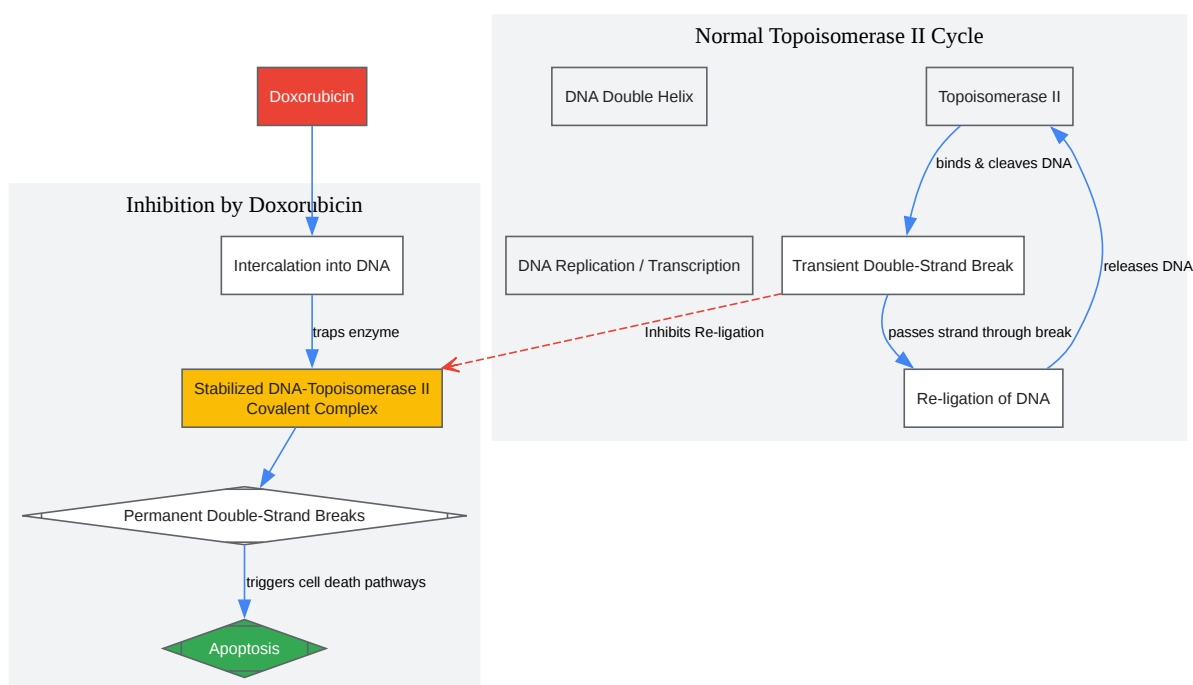 Normal Topoisomerase II Cycle
Doxorubicin
DNA Double Helix
Topoisomerase II
binds & cleaves DNA
Inhibition by Doxorubicin
Intercalation into DNA
DNA Replication / Transcription
Transient Double-Strand Break
releases DNA
traps enzyme
Inhibits Re-ligation
passes strand through break
Stabilized DNA-Topoisomerase II
Covalent Complex
Re-ligation of DNA
Permanent Double-Strand Breaks
triggers cell death pathways
Apoptosis